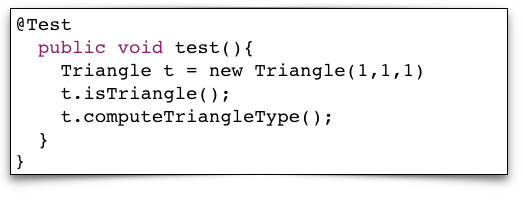 @Test
public void test(){
Triangle t = new Triangle(1,1,1)
t.isTriangle();
t.computeTriangleType();
}
}